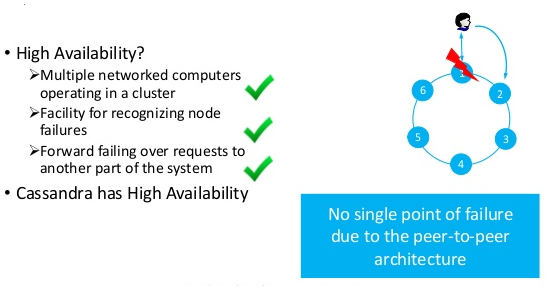 • High Availability?
➢Multiple networked computers
operating in a cluster
➢Facility for recognizing node
failures
➢Forward failing over requests to
another part of the system
• Cassandra has High Availability
1
2
3
4
5
6
No single point of failure
due to the peer-to-peer
architecture